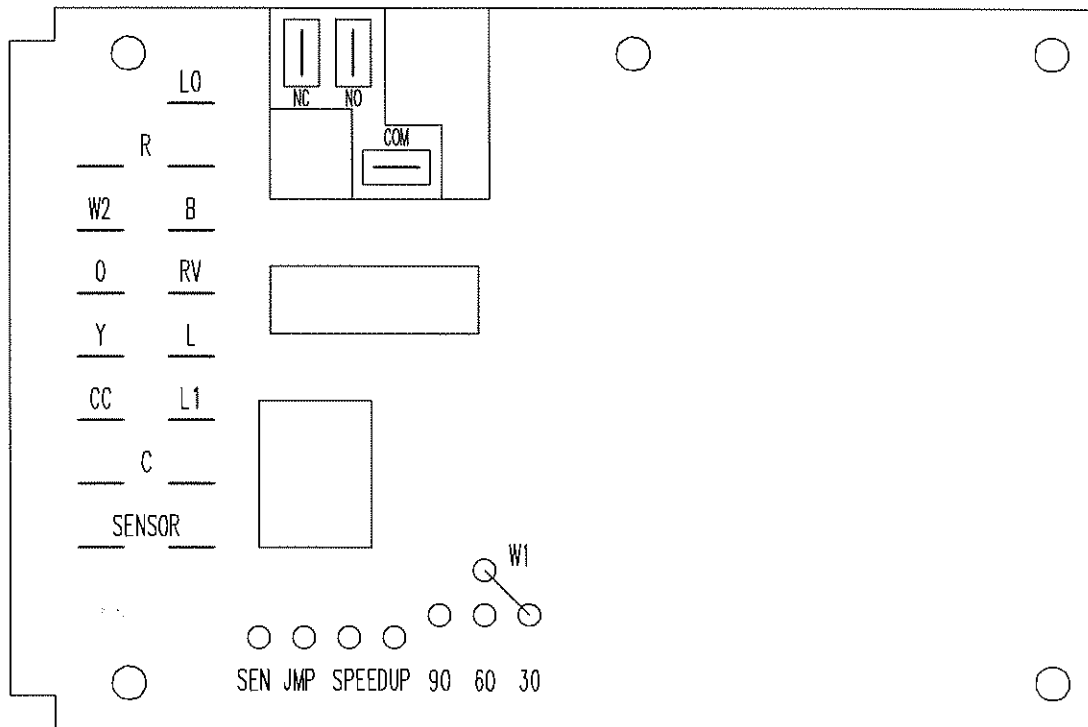 LO
NC NO
R
COM
W2 B
O RV
Y L
CC L1
C
SENSOR
W1
SEN JMP SPEEDUP 90 60 30